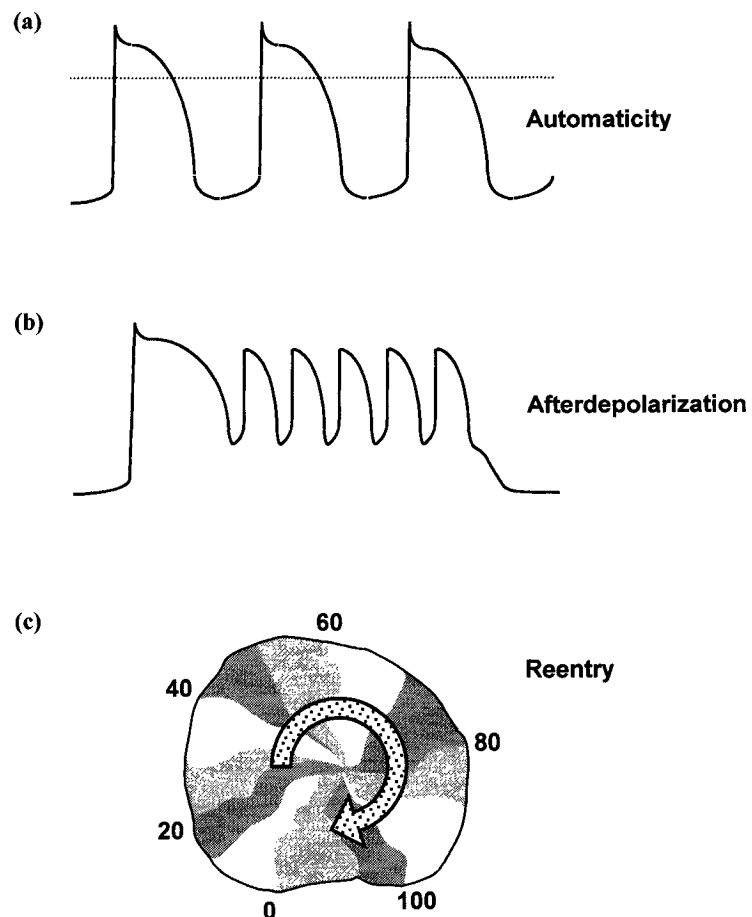 (a)
Automaticity
(b)
Afterdepolarization
(c)
60
Reentry
40
80
20
0
100